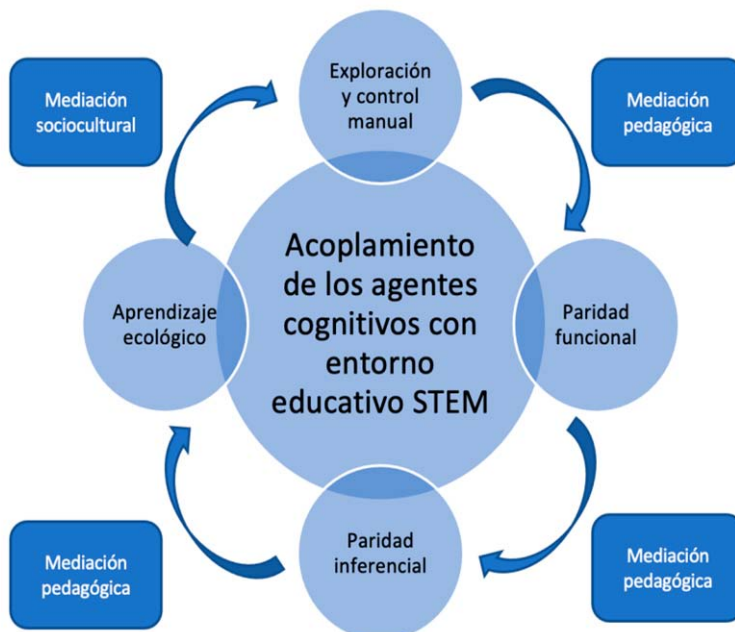 Mediación
sociocultural
Exploración
y control
manual
Mediación
pedagógica
Aprendizaje
ecológico
Acoplamiento
de los agentes
cognitivos con
entorno
educativo STEM
Paridad
funcional
Mediación
pedagógica
Paridad
inferencial
Mediación
pedagógica